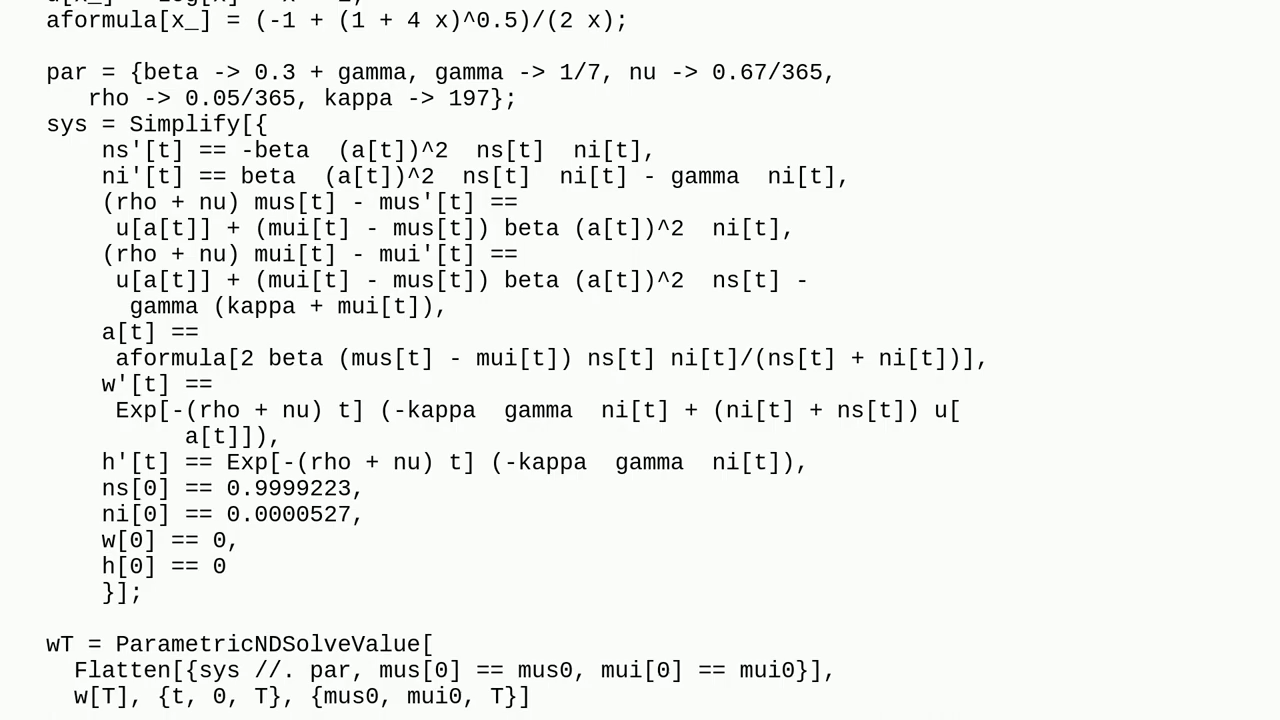 aformula[x_] = (-1 + (1 + 4 x)^0.5)/(2 x);
par = {beta -> 0.3 + gamma, gamma -> 1/7, nu -> 0.67/365,
rho -> 0.05/365, kappa -> 197};
sys = Simplify[{
ns'[t] == -beta (a[t])^2 ns[t] ni[t],
ni'[t] == beta (a[t])^2 ns[t] ni[t] - gamma ni[t],
(rho + nu) mus[t] - mus'[t] ==
u[a[t]] + (mui[t] - mus[t]) beta (a[t])^2 ni[t],
(rho + nu) mui[t] - mui'[t] ==
u[a[t]] + (mui[t] - mus[t]) beta (a[t])^2 ns[t] -
gamma (kappa + mui[t]),
a[t] ==
aformula[2 beta (mus[t] - mui[t]) ns[t] ni[t]/(ns[t] + ni[t])],
w'[t] ==
Exp[-(rho + nu) t] (-kappa gamma ni[t] + (ni[t] + ns[t]) u[
a[t]]),
h'[t] == Exp[-(rho + nu) t] (-kappa gamma ni[t]),
ns[0] == 0.9999223,
ni[0] == 0.0000527,
w[0] == 0,
h[0] == 0
}];
wT = ParametricNDSolveValue[
Flatten[{sys //. par, mus[0] == mus0, mui[0] == mui0}],
w[T], {t, 0, T}, {mus0, mui0, T}]